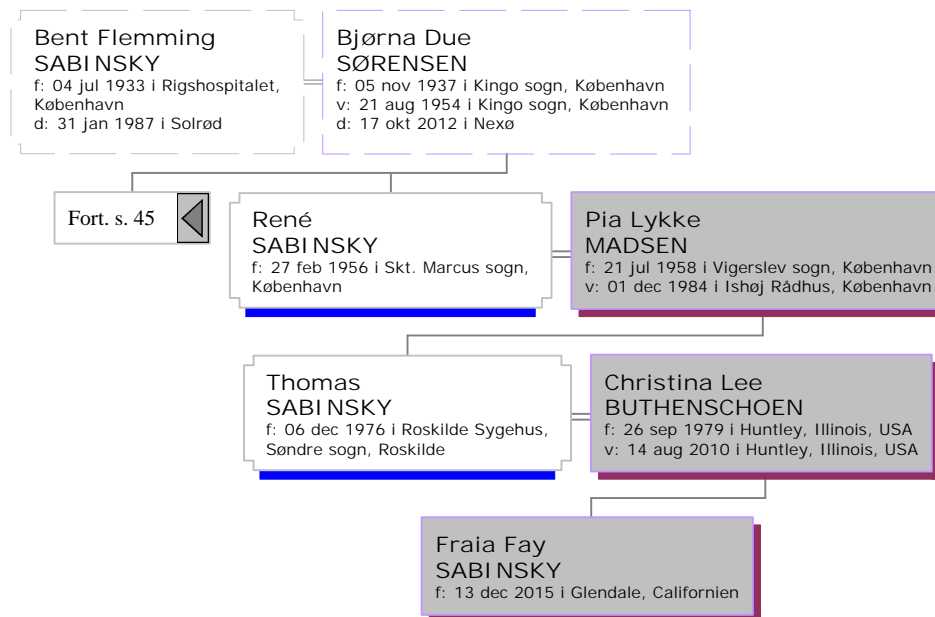 Bent Flemming
SABINSKY
f: 04 jul 1933 i Rigshospitalet,
København
d: 31 jan 1987 i Solrød
Bjørna Due
SØRENSEN
f: 05 nov 1937 i Kingo sogn, København
v: 21 aug 1954 i Kingo sogn, København
d: 17 okt 2012 i Nexø
Fort. s. 45
René
SABINSKY
f: 27 feb 1956 i Skt. Marcus sogn,
København
Pia Lykke
MADSEN
f: 21 jul 1958 i Vigerslev sogn, København
v: 01 dec 1984 i Ishøj Rådhus, København
Thomas
SABINSKY
f: 06 dec 1976 i Roskilde Sygehus,
Søndre sogn, Roskilde
Christina Lee
BUTHENSCHOEN
f: 26 sep 1979 i Huntley, Illinois, USA
v: 14 aug 2010 i Huntley, Illinois, USA
Fraia Fay
SABINSKY
f: 13 dec 2015 i Glendale, Californien